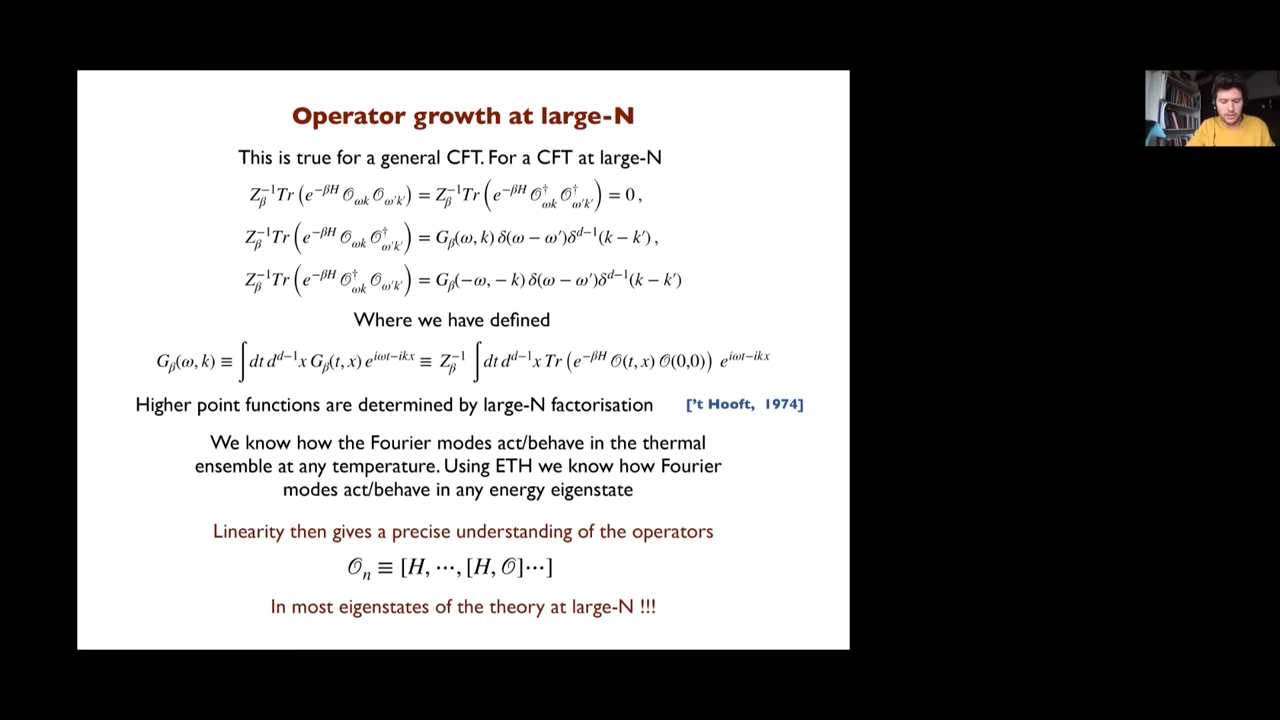 Operator growth at large-N
This is true for a general CFT. For a CFT at large-N
Z_β^{-1}Tr(e^{-βH} 𝒪_{ωk} 𝒪_{ω'k'}) = Z_β^{-1}Tr(e^{-βH} 𝒪^†_{ωk} 𝒪^†_{ω'k'}) = 0 ,
Z_β^{-1}Tr(e^{-βH} 𝒪_{ωk} 𝒪^†_{ω'k'}) = G_β(ω, k) δ(ω − ω')δ^{d−1}(k − k') ,
Z_β^{-1}Tr(e^{-βH} 𝒪^†_{ωk} 𝒪_{ω'k'}) = G_β(−ω, − k) δ(ω − ω')δ^{d−1}(k − k')
Where we have defined
G_β(ω, k) ≡ ∫ dt d^{d−1}x G_β(t, x) e^{iωt−ikx} ≡ Z_β^{-1} ∫ dt d^{d−1}x Tr (e^{−βH} 𝒪(t, x) 𝒪(0,0)) e^{iωt−ikx}
Higher point functions are determined by large-N factorisation ['t Hooft, 1974]
We know how the Fourier modes act/behave in the thermal
ensemble at any temperature. Using ETH we know how Fourier
modes act/behave in any energy eigenstate
Linearity then gives a precise understanding of the operators
𝒪_n ≡ [H, ⋯, [H, 𝒪]⋯]
In most eigenstates of the theory at large-N !!!